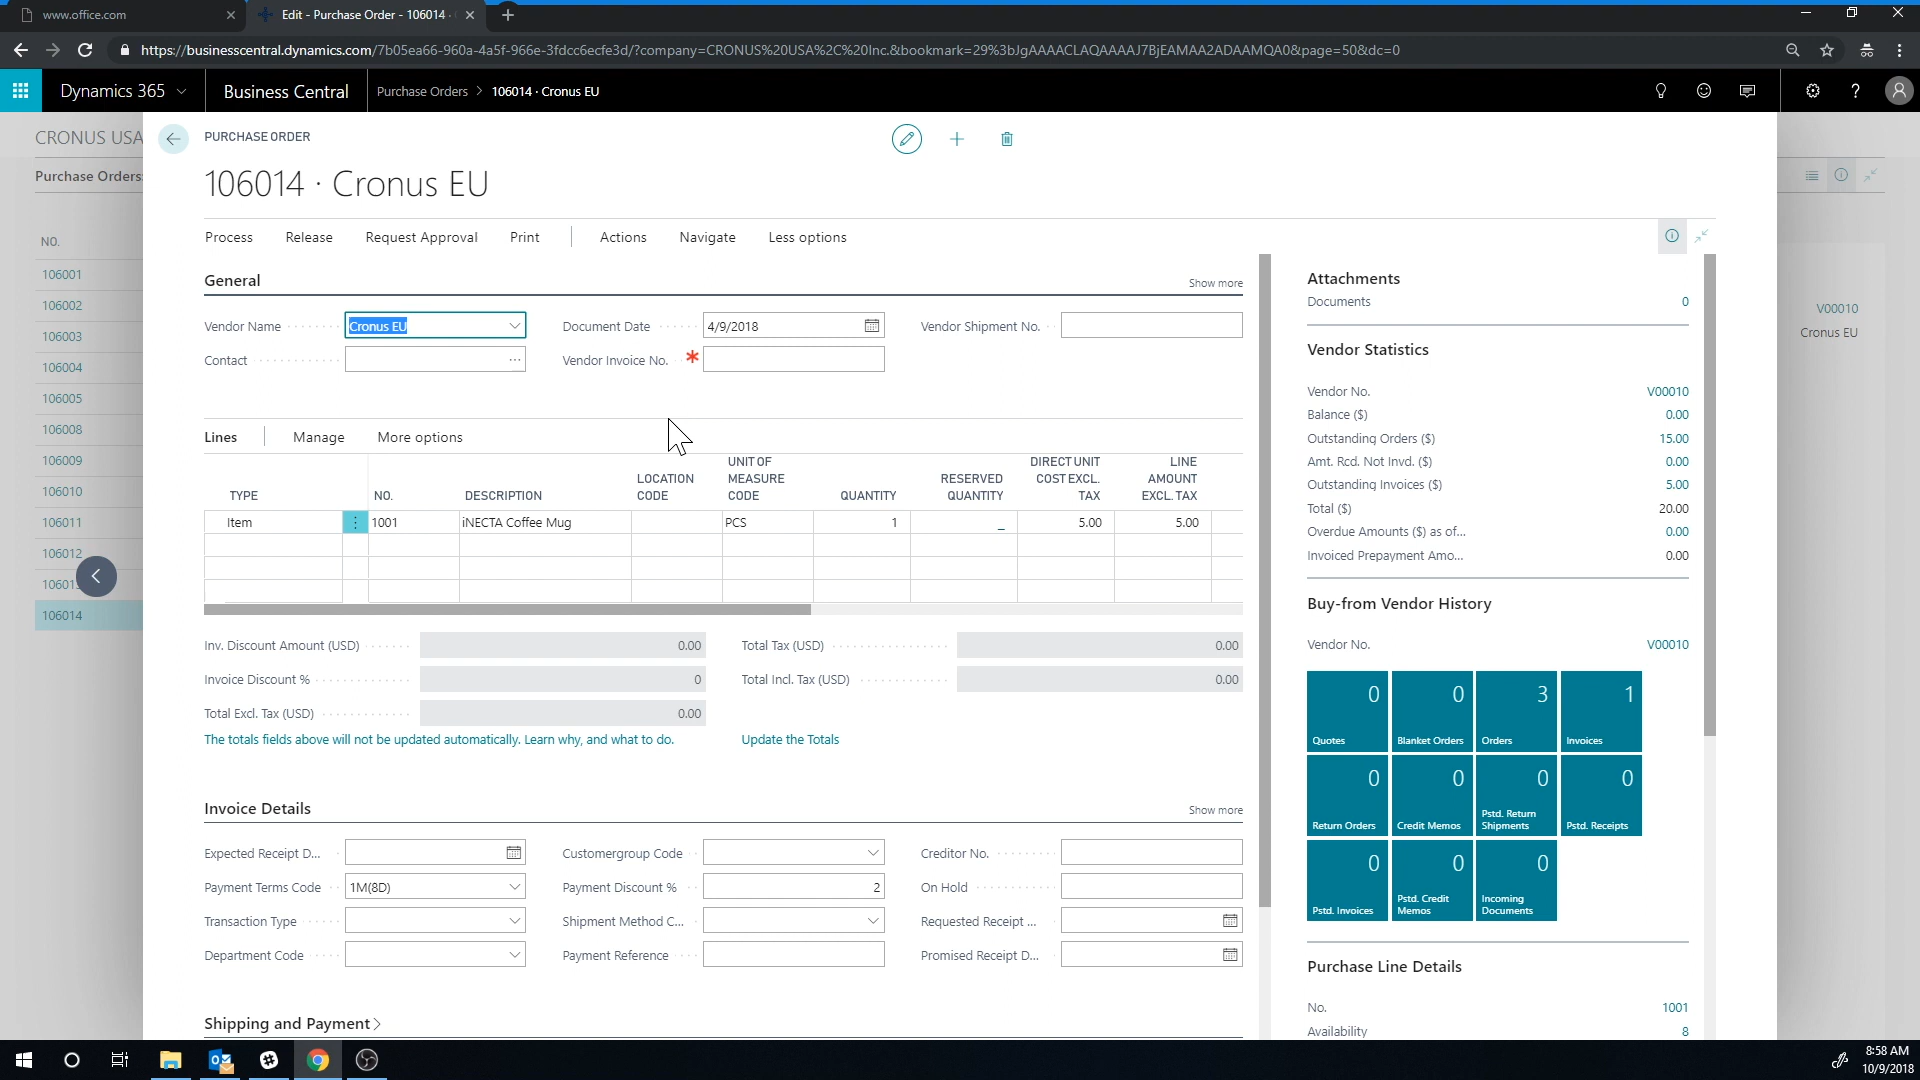 www.office.com
Edit - Purchase Order - 106014 ·
https://businesscentral.dynamics.com/7b05ea66-960a-4a5f-966e-3fdcc6ecfe3d/?company=CRONUS%20USA%2C%20Inc.&bookmark=29%3bJgAAAACLAQAAAAJ7BjEAMAA2ADAAMQA0&page=50&dc=0
Dynamics 365
Business Central
Purchase Orders > 106014 · Cronus EU
CRONUS USA
Purchase Orders:
NO.
106001
106002
106003
106004
106005
106008
106009
106010
106011
106012
10601
106014
V00010
Cronus EU
PURCHASE ORDER
106014 · Cronus EU
Process
Release
Request Approval
Print
Actions
Navigate
Less options
General
Show more
Vendor Name
Cronus EU
Contact
Document Date
4/9/2018
Vendor Invoice No.
*
Vendor Shipment No.
Lines
Manage
More options
TYPE
NO.
DESCRIPTION
LOCATION CODE
UNIT OF MEASURE CODE
QUANTITY
RESERVED QUANTITY
DIRECT UNIT COST EXCL. TAX
LINE AMOUNT EXCL. TAX
Item
1001
iNECTA Coffee Mug
PCS
1
_
5.00
5.00
Inv. Discount Amount (USD)
0.00
Total Tax (USD)
0.00
Invoice Discount %
0
Total Incl. Tax (USD)
0.00
Total Excl. Tax (USD)
0.00
The totals fields above will not be updated automatically. Learn why, and what to do.
Update the Totals
Invoice Details
Show more
Expected Receipt D...
Customergroup Code
Creditor No.
Payment Terms Code
1M(8D)
Payment Discount %
2
On Hold
Transaction Type
Shipment Method C...
Requested Receipt ...
Department Code
Payment Reference
Promised Receipt D...
Shipping and Payment >
Attachments
Documents
0
Vendor Statistics
Vendor No.
V00010
Balance ($)
0.00
Outstanding Orders ($)
15.00
Amt. Rcd. Not Invd. ($)
0.00
Outstanding Invoices ($)
5.00
Total ($)
20.00
Overdue Amounts ($) as of...
0.00
Invoiced Prepayment Amo...
0.00
Buy-from Vendor History
Vendor No.
V00010
0
Quotes
0
Blanket Orders
3
Orders
1
Invoices
0
Return Orders
0
Credit Memos
0
Pstd. Return Shipments
0
Pstd. Receipts
0
Pstd. Invoices
0
Pstd. Credit Memos
0
Incoming Documents
Purchase Line Details
No.
1001
Availability
8
8:58 AM
10/9/2018